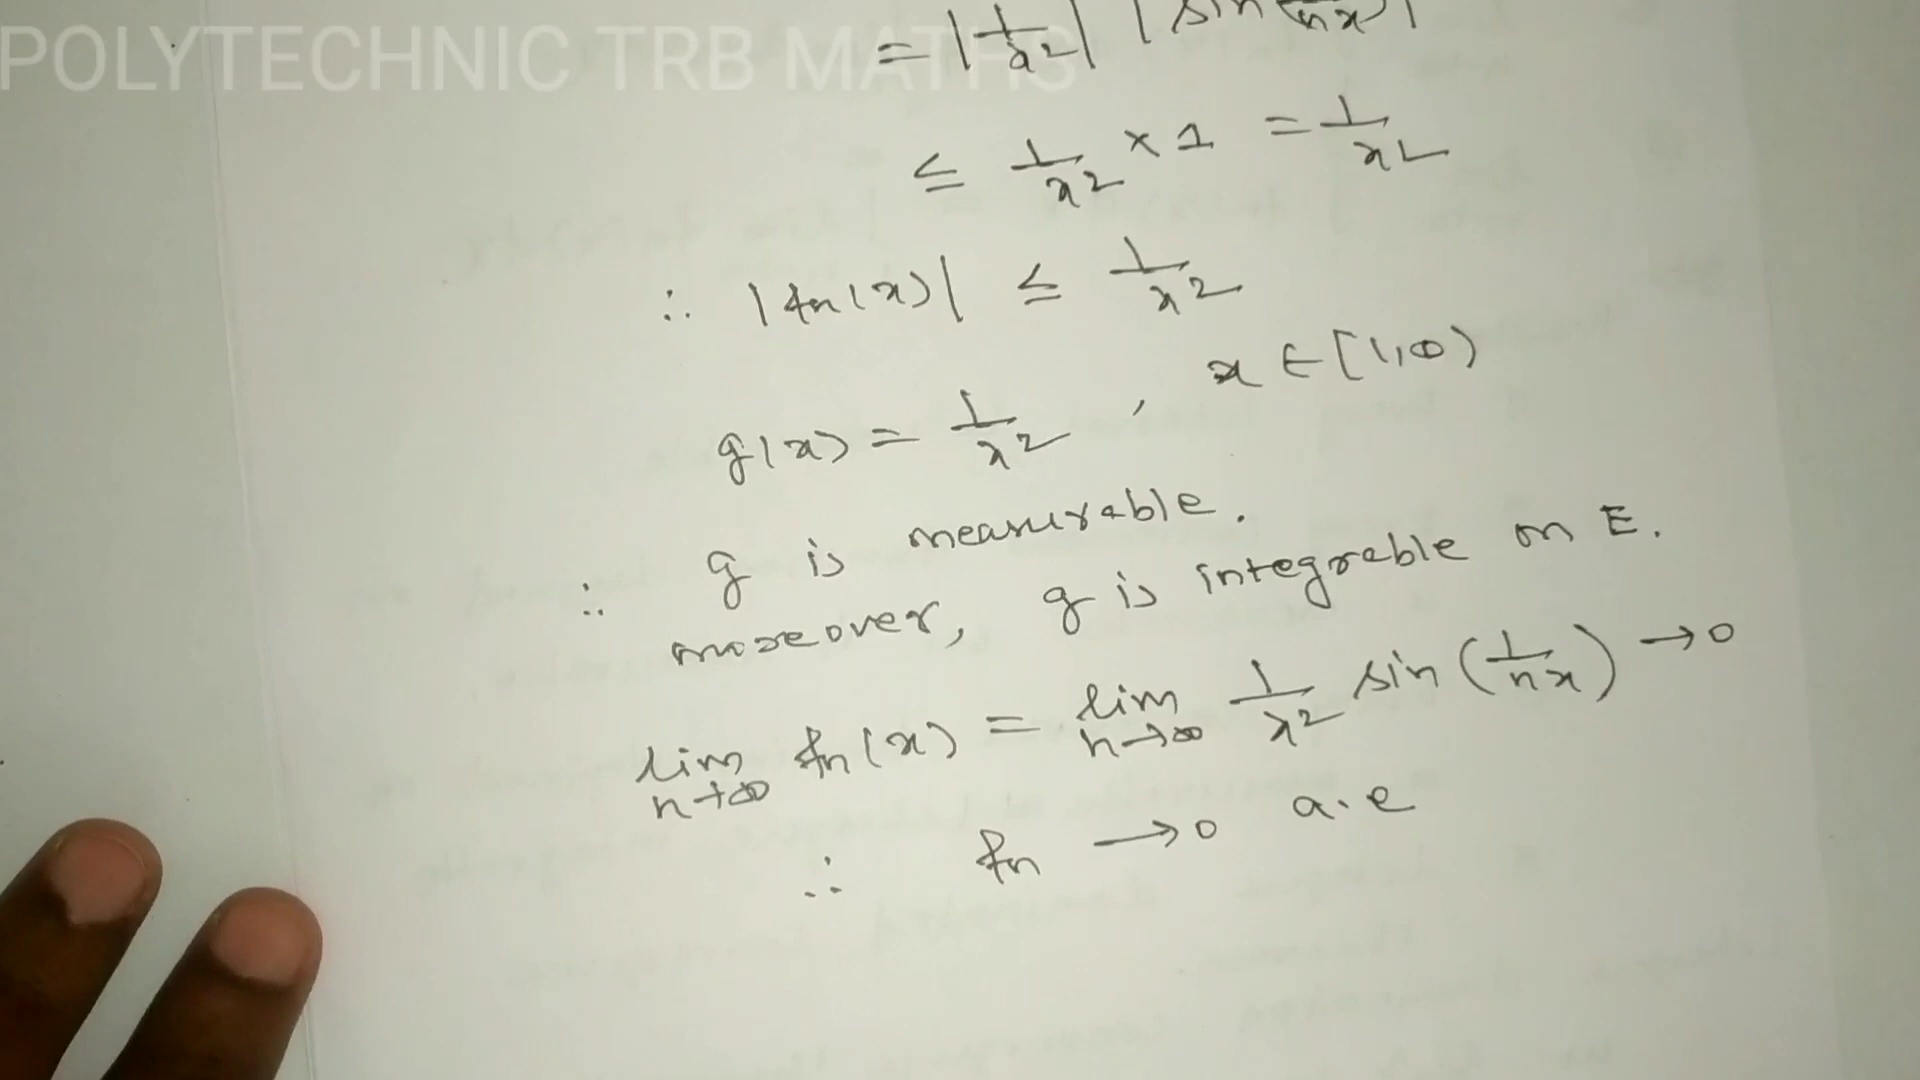 POLYTECHNIC TRB MATHS
= |1/x²| |sin 1/nx|
≤ 1/x² × 1 = 1/x²
∴ |fn(x)| ≤ 1/x²
g(x) = 1/x² , x ∈ [1,∞)
∴ g is measurable.
moreover, g is integrable on E.
lim n→∞ fn(x) = lim n→∞ 1/x² sin(1/nx) → 0
∴ fn → 0 a.e